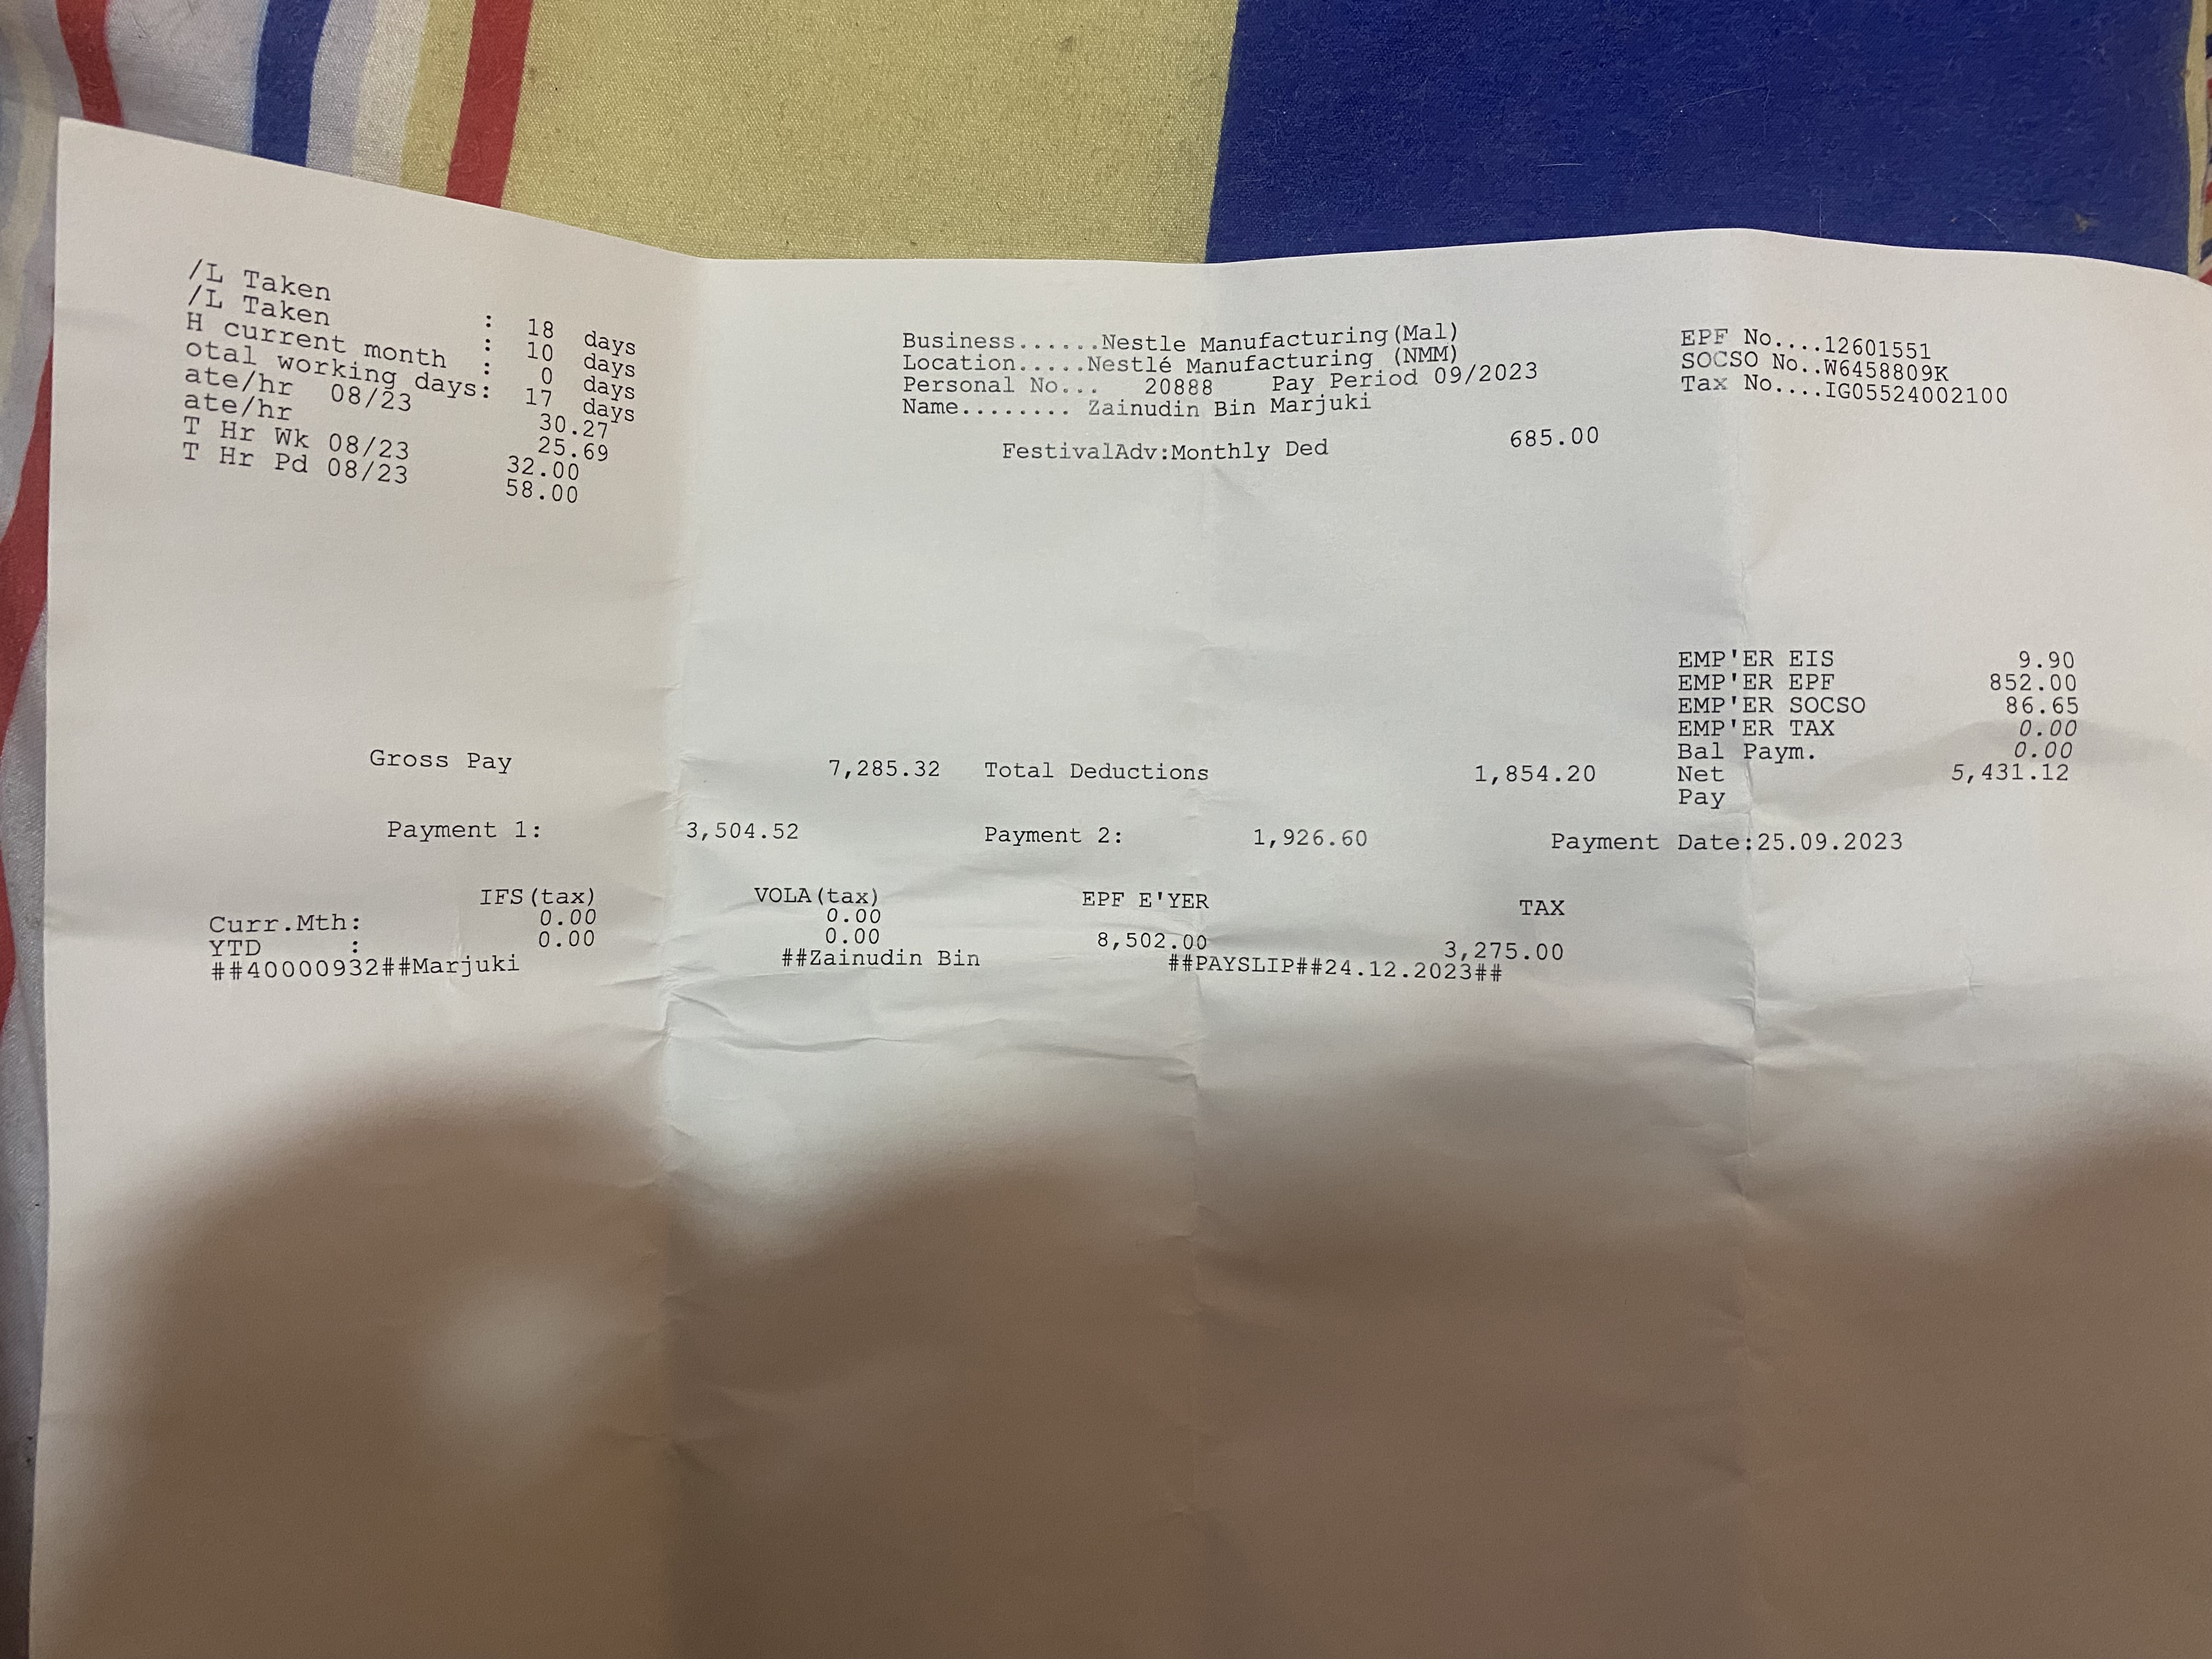 Business.......Nestle Manufacturing(Mal) EPF No....12601551
/L Taken : 18 days Location.....Nestlé Manufacturing (NMM) SOCSO No..W6458809K
/L Taken : 10 days Personal No... 20888 Pay Period 09/2023 Tax No....IG05524002100
H current month : 0 days Name........ Zainudin Bin Marjuki
otal working days: 17 days
ate/hr 08/23 30.27 FestivalAdv:Monthly Ded 685.00
ate/hr 25.69
T Hr Wk 08/23 32.00
T Hr Pd 08/23 58.00
EMP'ER EIS 9.90
EMP'ER EPF 852.00
EMP'ER SOCSO 86.65
EMP'ER TAX 0.00
Bal Paym. 0.00
Gross Pay 7,285.32 Total Deductions 1,854.20 Net 5,431.12
Pay
Payment 1: 3,504.52 Payment 2: 1,926.60 Payment Date:25.09.2023
IFS(tax) VOLA(tax) EPF E'YER TAX
Curr.Mth: 0.00 0.00
YTD : 0.00 0.00 8,502.00 3,275.00
##40000932##Marjuki ##Zainudin Bin ##PAYSLIP##24.12.2023##